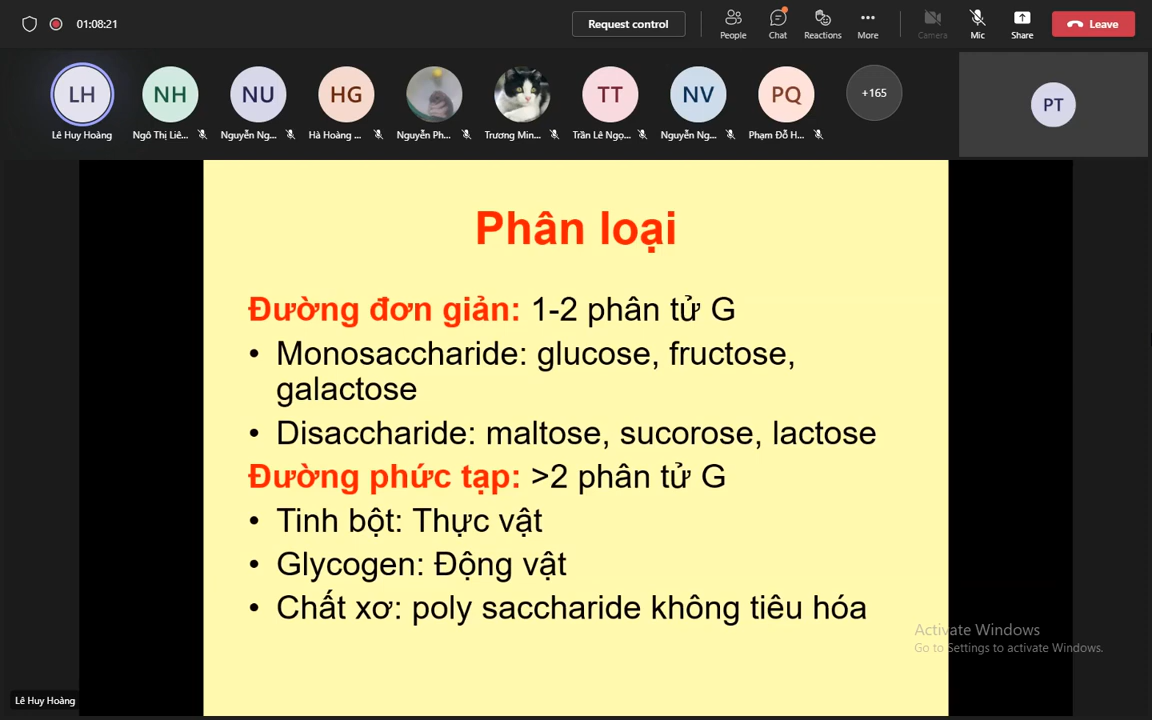 01:08:21
Request control
People
Chat
Reactions
More
Camera
Mic
Share
Leave
LH
NH
NU
HG
TT
NV
PQ
+165
PT
Lê Huy Hoàng
Ngô Thị Liê...
Nguyễn Ng...
Hà Hoàng ...
Nguyễn Ph...
Trương Min...
Trần Lê Ngọ...
Nguyễn Ng...
Phạm Đỗ H...
Phân loại
Đường đơn giản: 1-2 phân tử G
• Monosaccharide: glucose, fructose,
galactose
• Disaccharide: maltose, sucorose, lactose
Đường phức tạp: >2 phân tử G
• Tinh bột: Thực vật
• Glycogen: Động vật
• Chất xơ: poly saccharide không tiêu hóa
Activate Windows
Go to Settings to activate Windows.
Lê Huy Hoàng